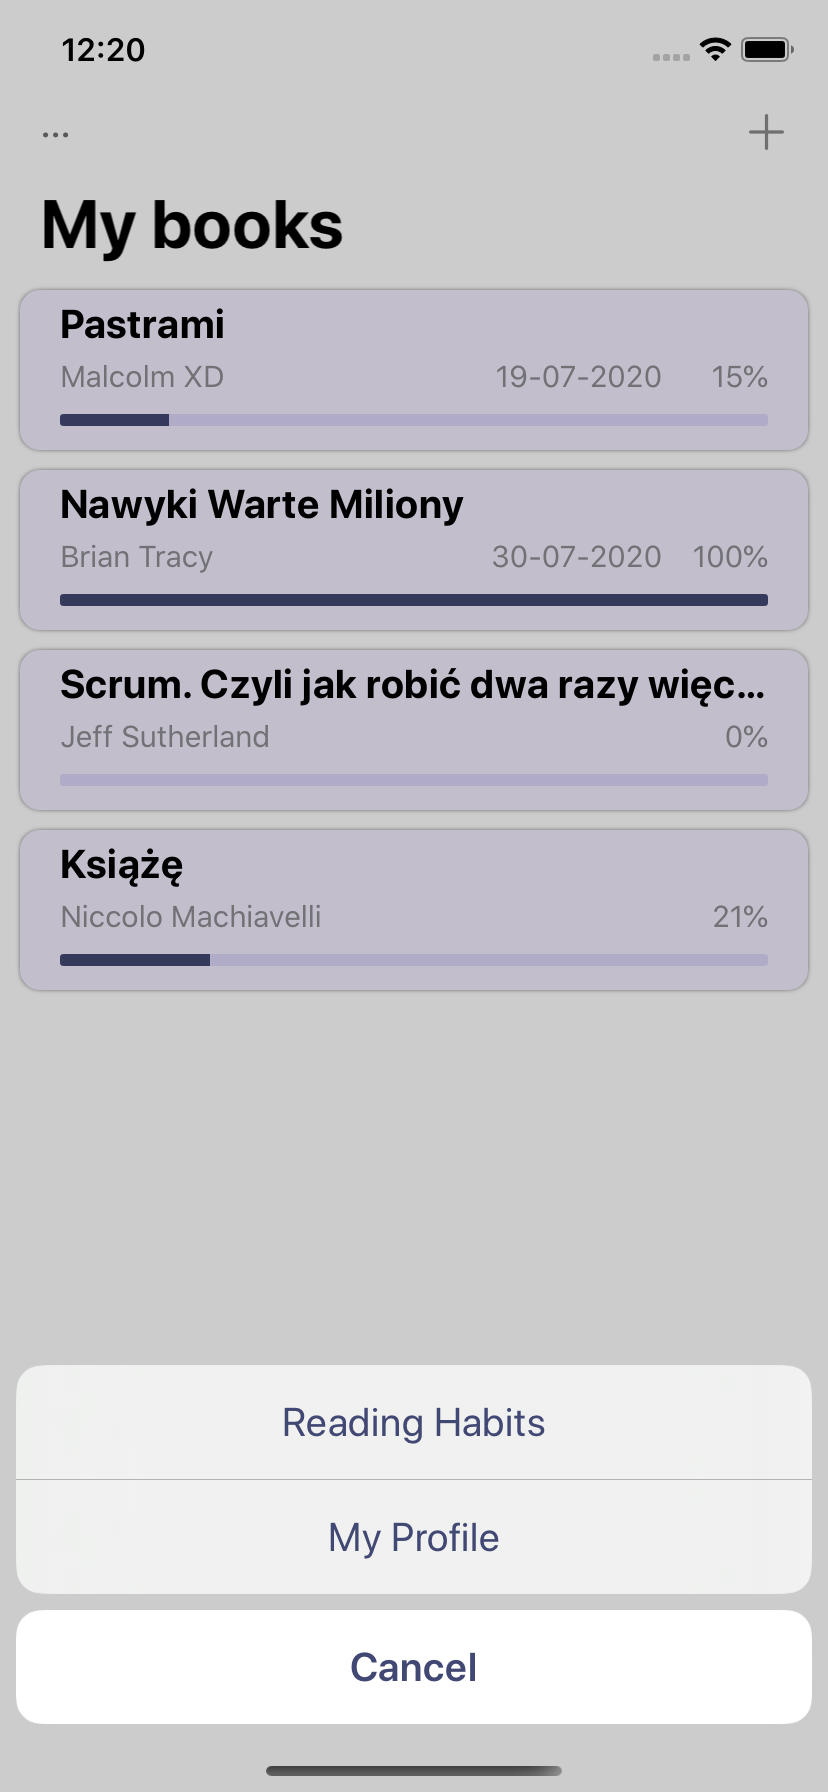 12:20
...
My books
Pastrami
Malcolm XD 19-07-2020 15%
Nawyki Warte Miliony
Brian Tracy 30-07-2020 100%
Scrum. Czyli jak robić dwa razy więc...
Jeff Sutherland 0%
Książę
Niccolo Machiavelli 21%
Reading Habits
My Profile
Cancel